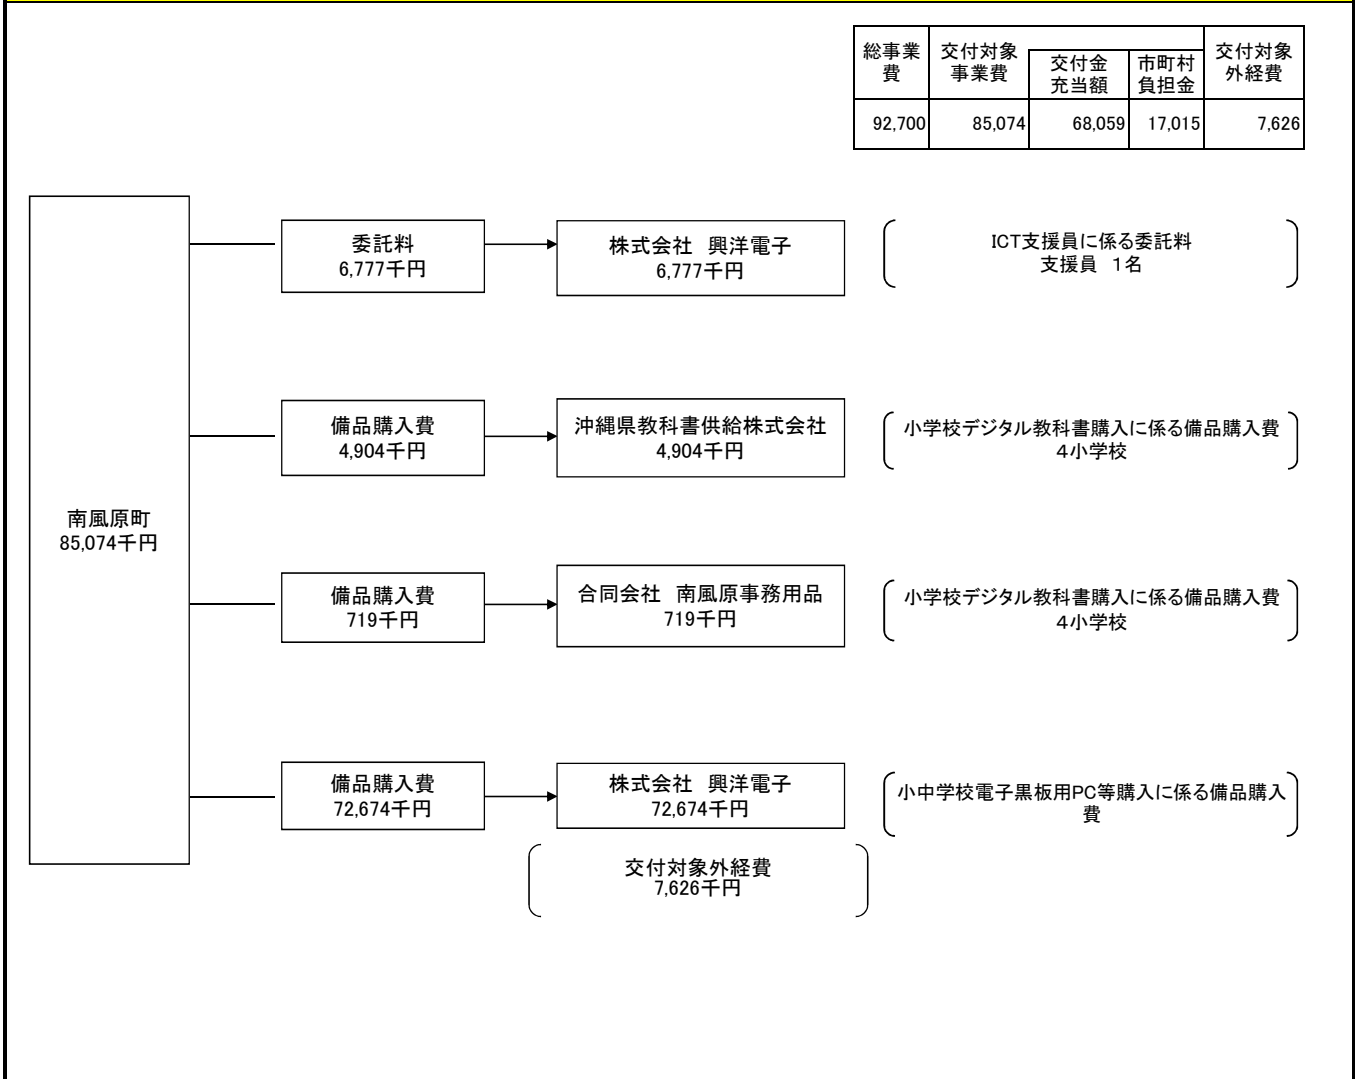 総事業
費
交付対象
事業費
交付金
充当額
市町村
負担金
交付対象
外経費
92,700
85,074
68,059
17,015
7,626
南風原町
85,074千円
委託料
6,777千円
株式会社　興洋電子
6,777千円
ICT支援員に係る委託料
支援員　1名
備品購入費
4,904千円
沖縄県教科書供給株式会社
4,904千円
小学校デジタル教科書購入に係る備品購入費
4小学校
備品購入費
719千円
合同会社　南風原事務用品
719千円
小学校デジタル教科書購入に係る備品購入費
4小学校
備品購入費
72,674千円
株式会社　興洋電子
72,674千円
小中学校電子黒板用PC等購入に係る備品購入
費
交付対象外経費
7,626千円